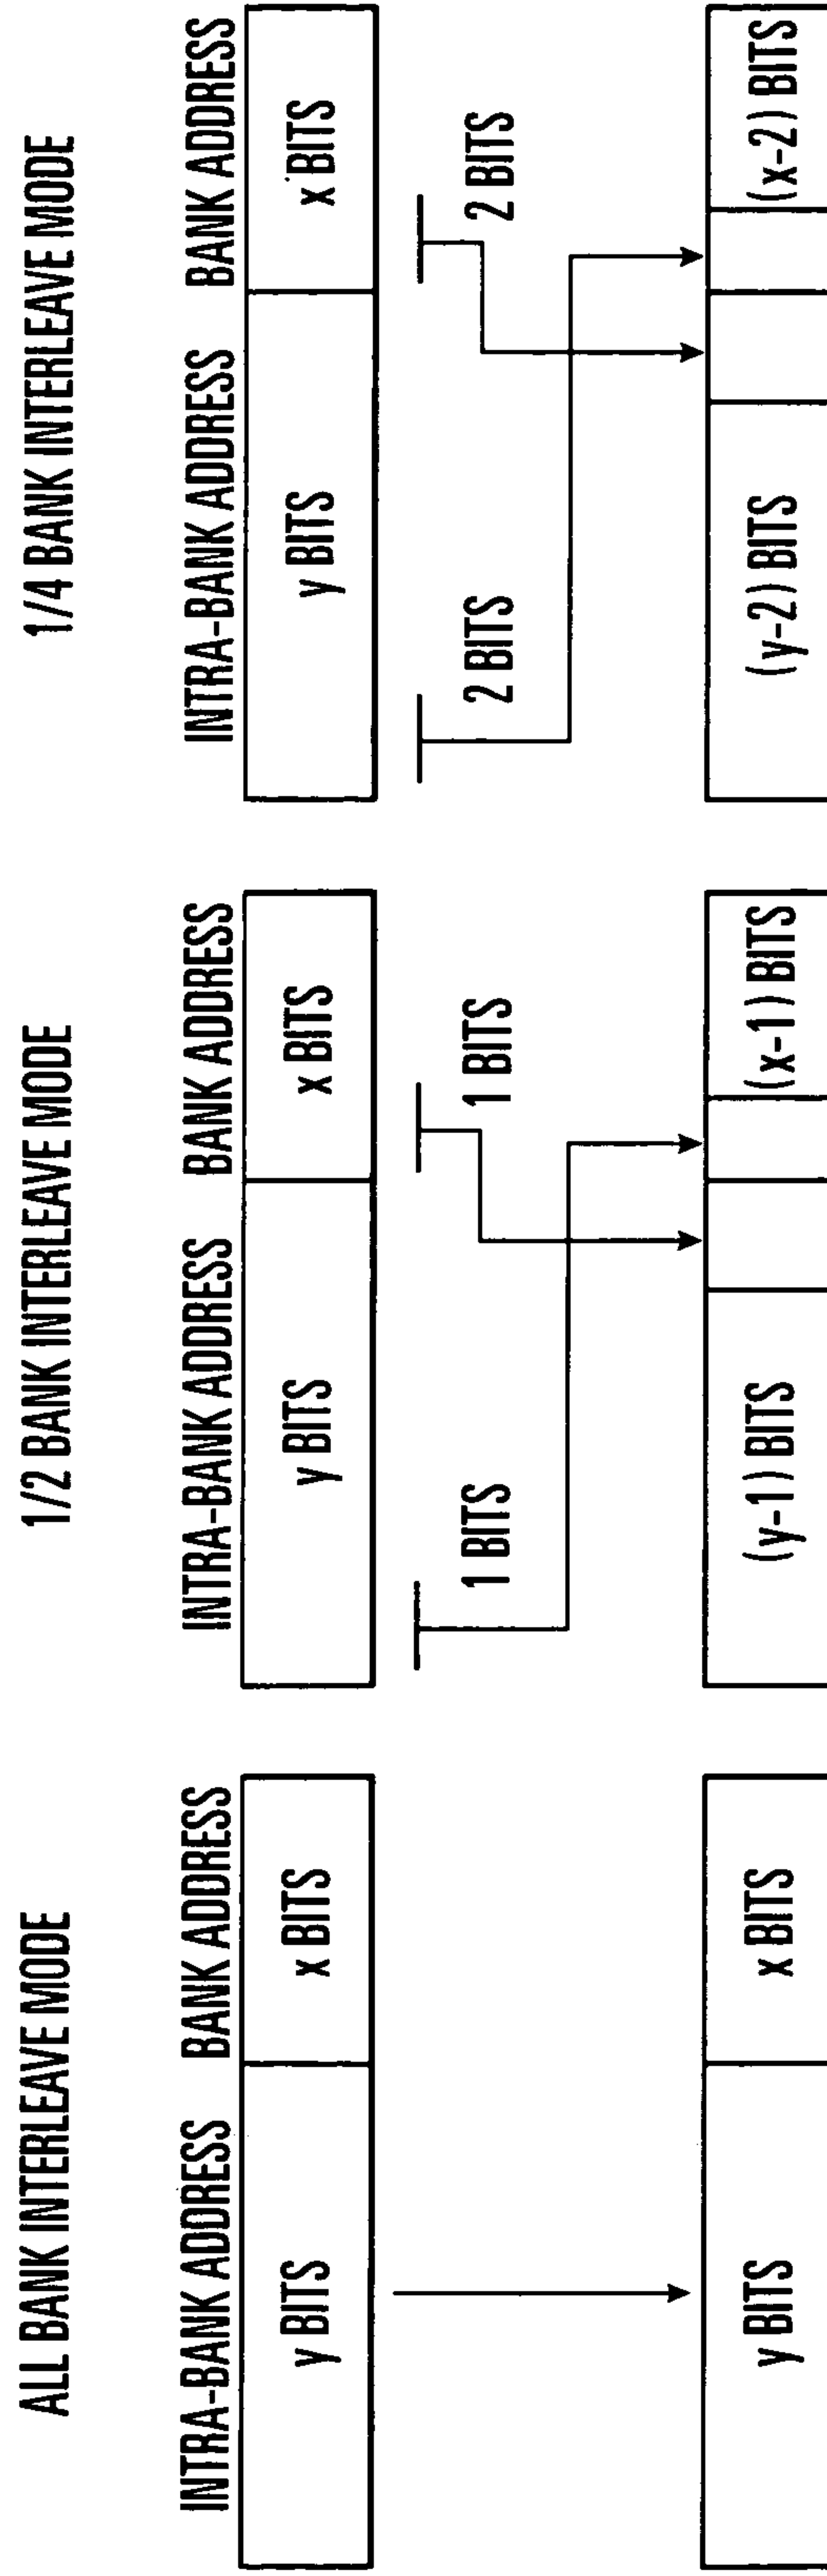 ALL BANK INTERLEAVE MODE
INTRA-BANK ADDRESS BANK ADDRESS
y BITS x BITS
y BITS x BITS
1/2 BANK INTERLEAVE MODE
INTRA-BANK ADDRESS BANK ADDRESS
y BITS x BITS
1 BITS 1 BITS
(y-1) BITS (x-1) BITS
1/4 BANK INTERLEAVE MODE
INTRA-BANK ADDRESS BANK ADDRESS
y BITS x BITS
2 BITS 2 BITS
(y-2) BITS (x-2) BITS